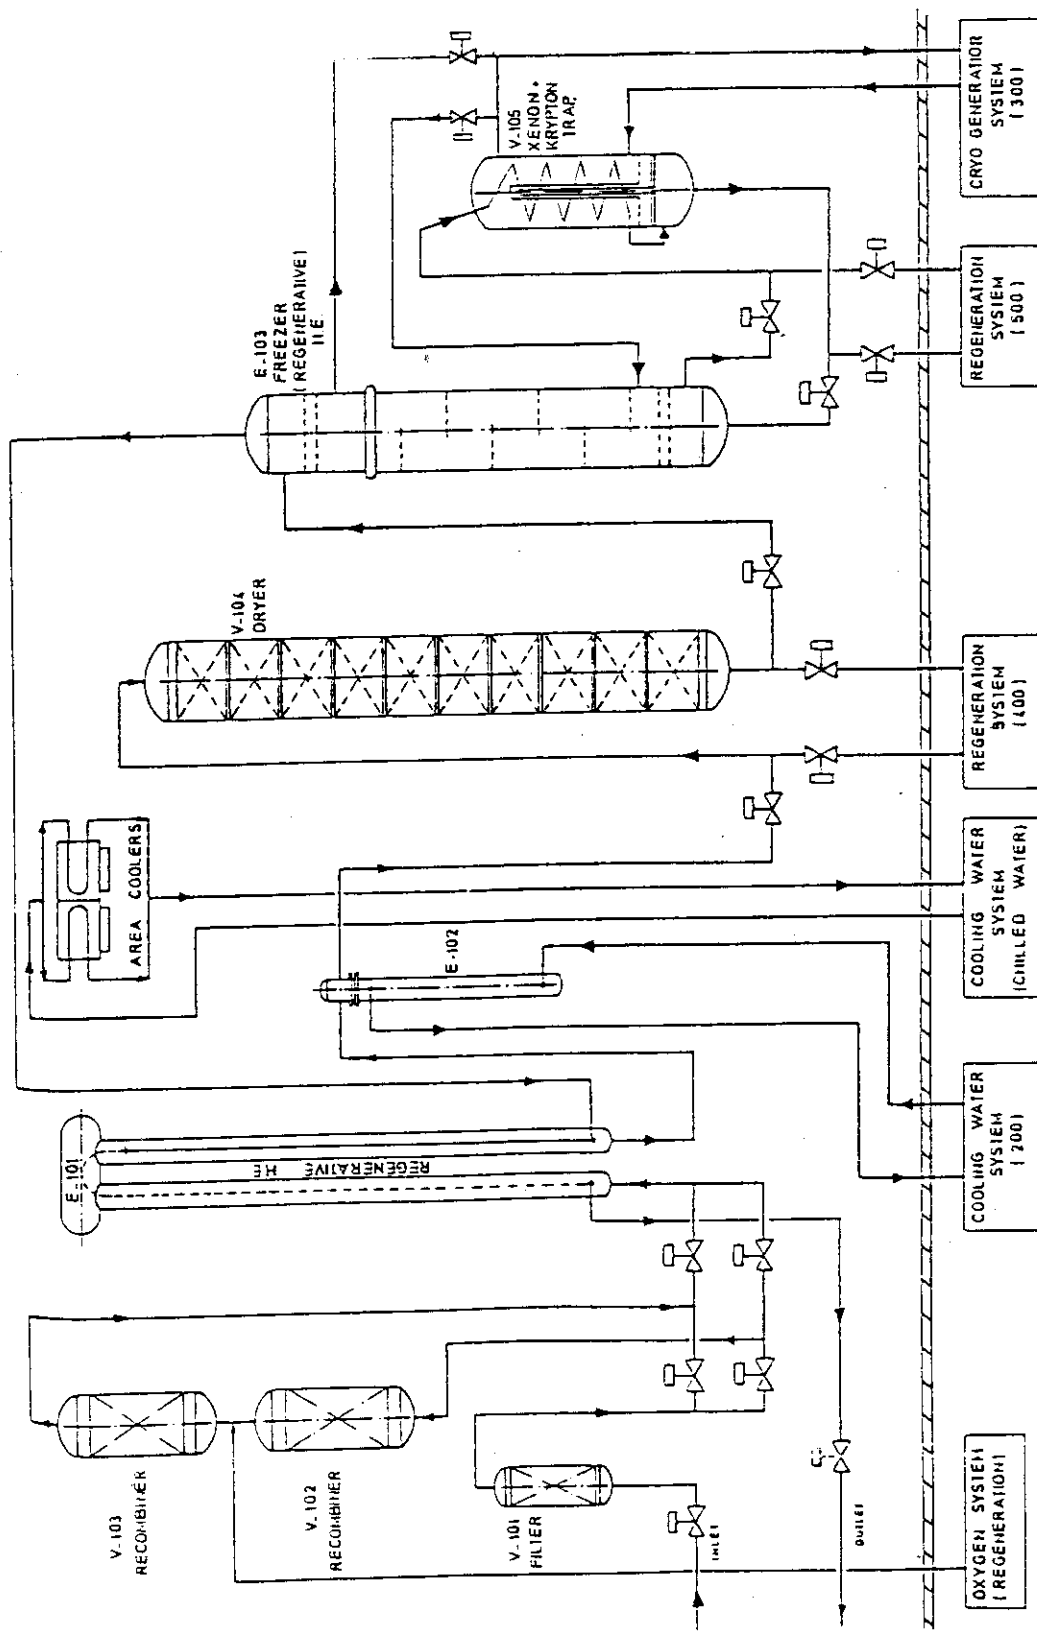 V-103
RECOMBINER
V-102
RECOMBINER
V-101
FILTER
INLET
OUTLET
E-101
REGENERATIVE HE
E-102
AREA COOLERS
V-104
DRYER
E-103
FREEZER
(REGENERATIVE)
H.E.
V-105
XENON +
KRYPTON
TRAP
OXYGEN SYSTEM
(REGENERATION)
COOLING WATER
SYSTEM
(200)
COOLING WATER
SYSTEM
(CHILLED WATER)
REGENERATION
SYSTEM
(400)
REGENERATION
SYSTEM
(500)
CRYO GENERATION
SYSTEM
(300)